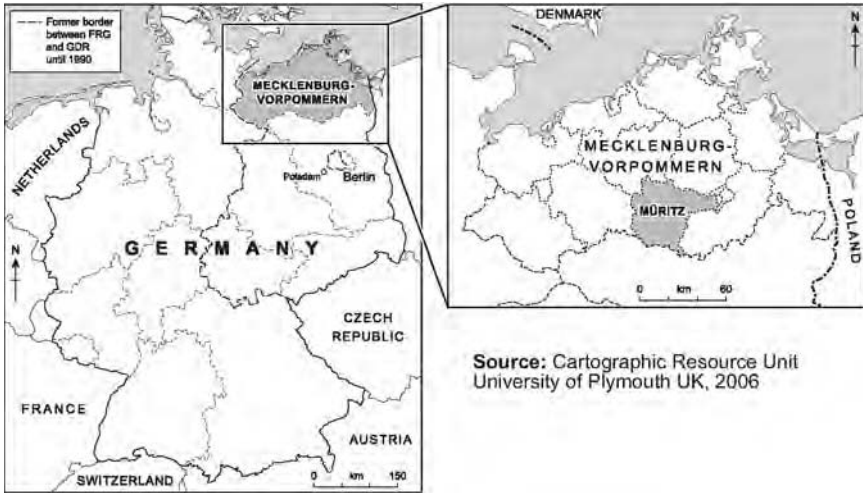 Former border
between FRG
and GDR
until 1990
MECKLENBURG-
VORPOMMERN
NETHERLANDS
Potsdam
Berlin
N
GERMANY
CZECH
REPUBLIC
FRANCE
AUSTRIA
SWITZERLAND
0 km 150
DENMARK
N
MECKLENBURG-
VORPOMMERN
MÜRITZ
POLAND
0 km 60
Source: Cartographic Resource Unit
University of Plymouth UK, 2006